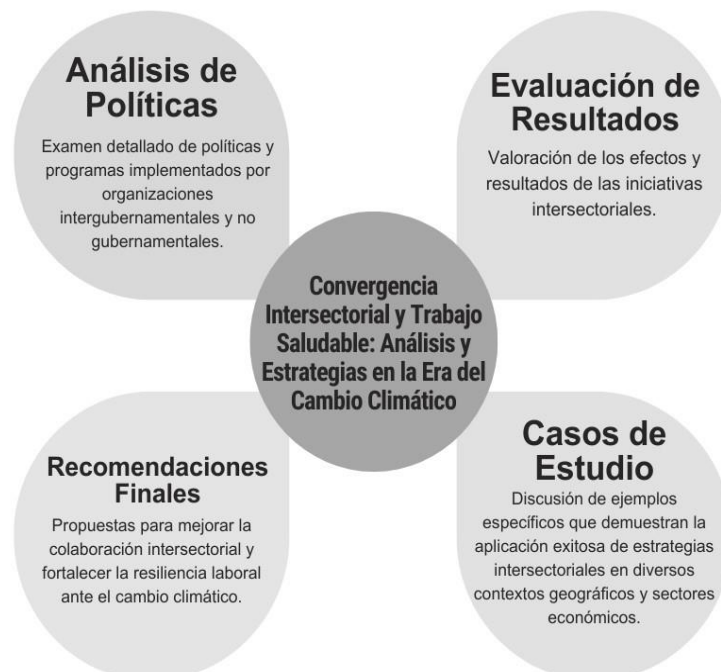 Análisis de
Políticas
Examen detallado de políticas y
programas implementados por
organizaciones
intergubernamentales y no
gubernamentales.
Evaluación de
Resultados
Valoración de los efectos y
resultados de las iniciativas
intersectoriales.
Convergencia
Intersectorial y Trabajo
Saludable: Análisis y
Estrategias en la Era del
Cambio Climático
Recomendaciones
Finales
Propuestas para mejorar la
colaboración intersectorial y
fortalecer la resiliencia laboral
ante el cambio climático.
Casos de
Estudio
Discusión de ejemplos
específicos que demuestran la
aplicación exitosa de estrategias
intersectoriales en diversos
contextos geográficos y sectores
económicos.